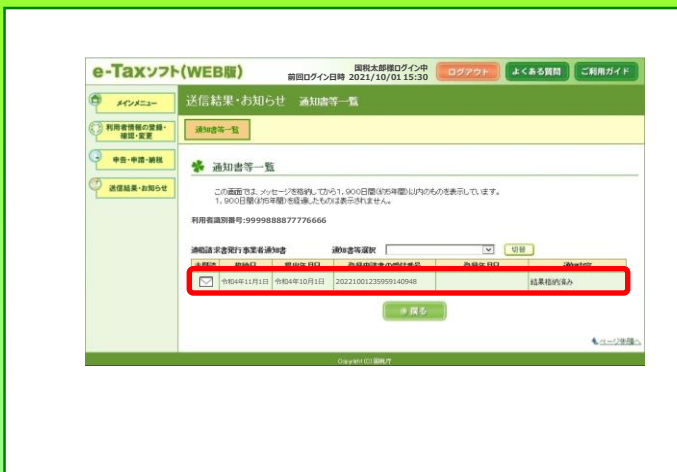 e-Taxソフト(WEB版)
国税太郎様ログイン中
前回ログイン日時 2021/10/01 15:30
ログアウト
よくある質問
ご利用ガイド
メインメニュー
利用者情報の登録・
確認・変更
申告・申請・納税
送信結果・お知らせ
送信結果・お知らせ 通知書等一覧
通知書等一覧
通知書等一覧
この画面では、メッセージを格納してから1,900日間(約5年間)以内のものを表示しています。
1,900日間(約5年間)を経過したものは表示されません。
利用者識別番号:9999888877776666
適格請求書発行事業者通知書 通知書等選択 切替
格納日 提出年月日
令和4年11月1日 令和4年10月1日 20221001235959140948 結果格納済み
戻る
ページ先頭へ
Copyright (C) 国税庁